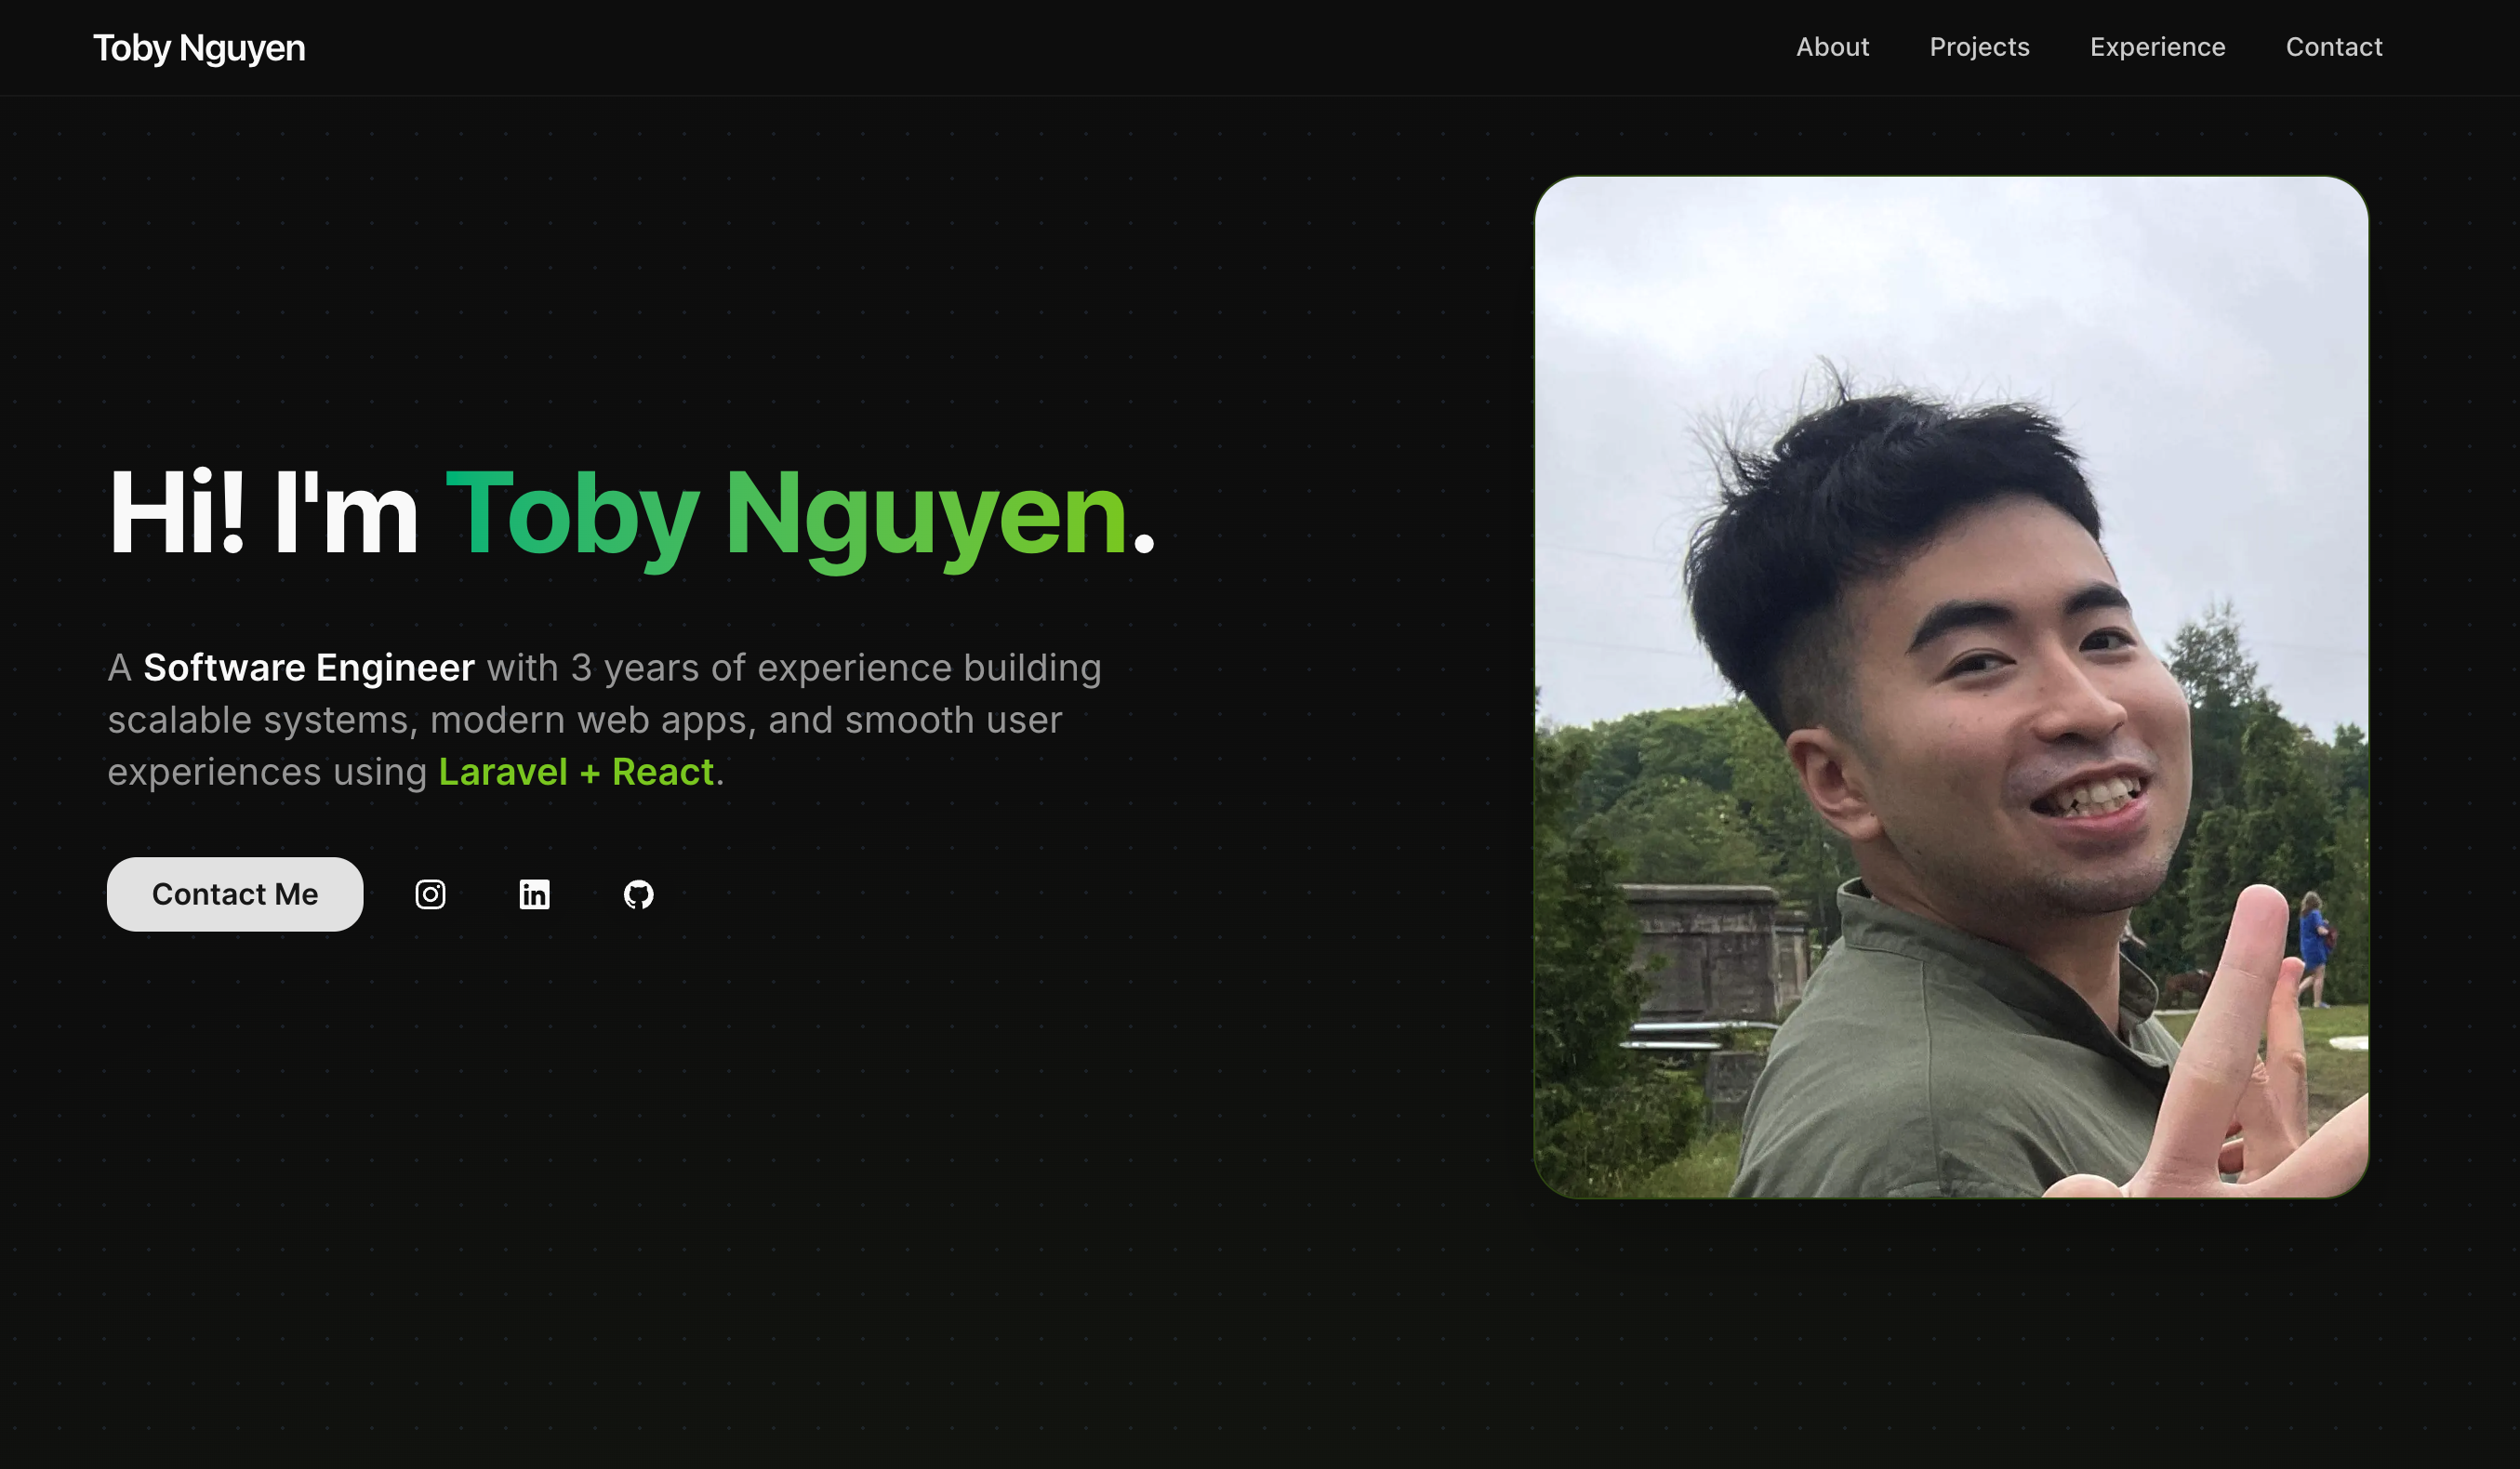 Toby Nguyen
About Projects Experience Contact
Hi! I'm Toby Nguyen.
A Software Engineer with 3 years of experience building
scalable systems, modern web apps, and smooth user
experiences using Laravel + React.
Contact Me
in